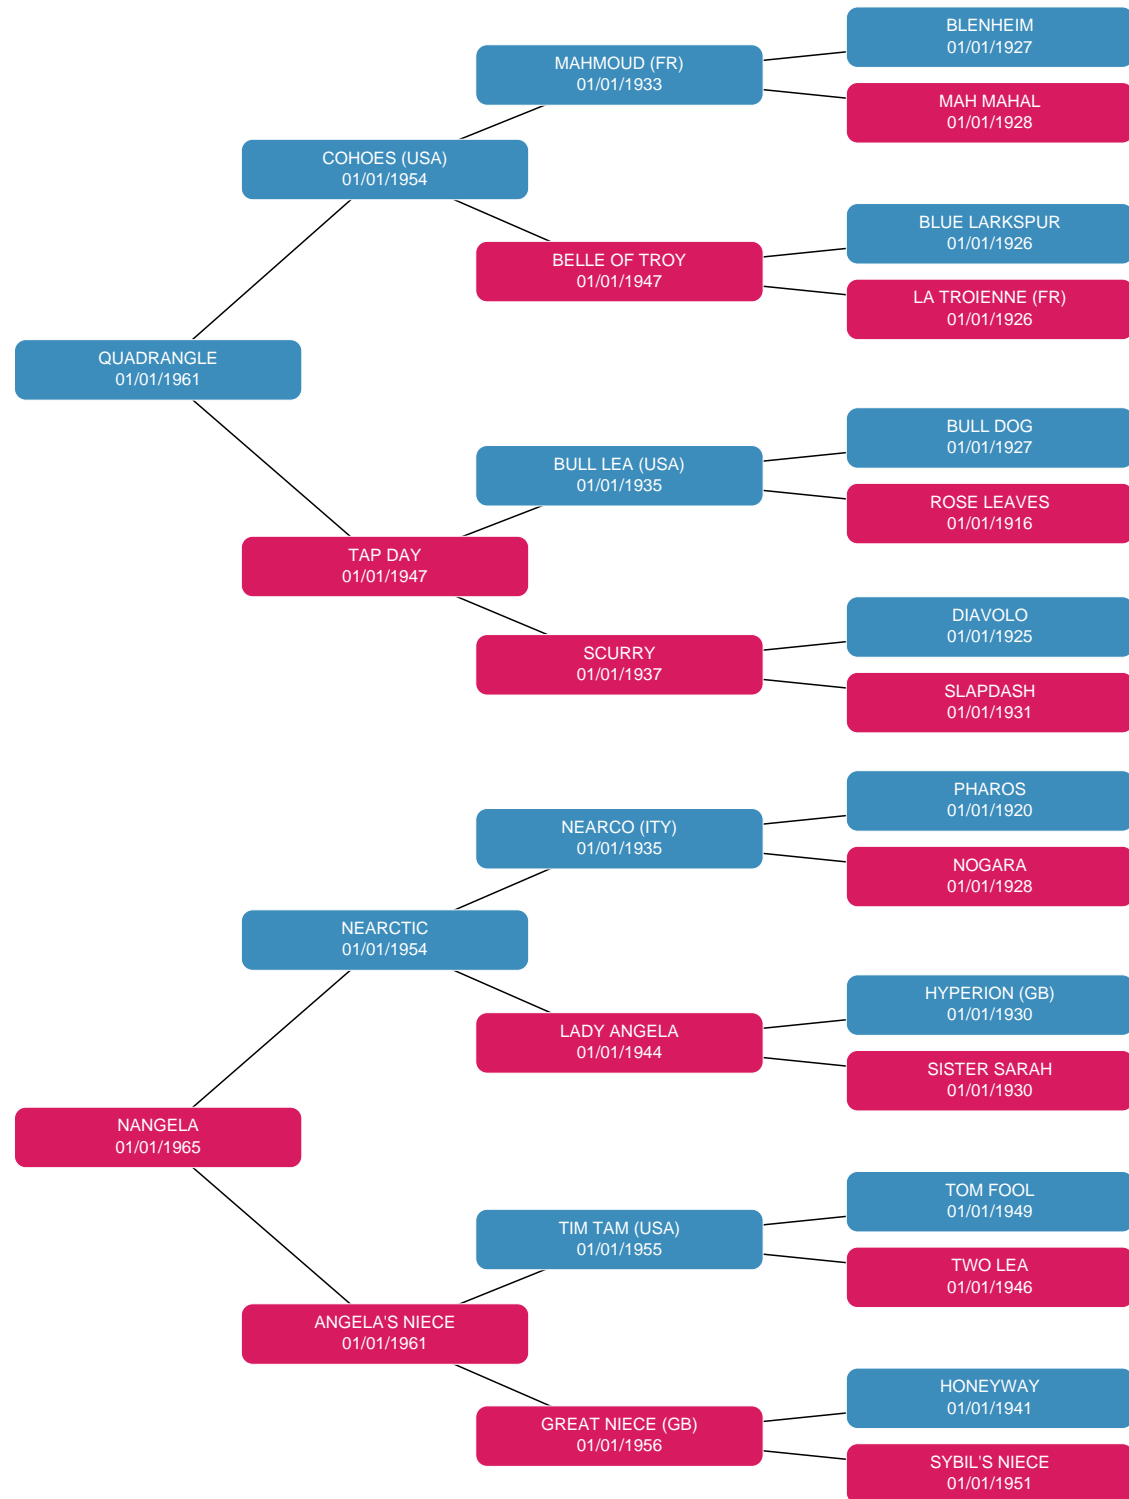 BLENHEIM
01/01/1927
MAHMOUD (FR)
01/01/1933
MAH MAHAL
01/01/1928
COHOES (USA)
01/01/1954
BLUE LARKSPUR
01/01/1926
BELLE OF TROY
01/01/1947
LA TROIENNE (FR)
01/01/1926
QUADRANGLE
01/01/1961
BULL DOG
01/01/1927
BULL LEA (USA)
01/01/1935
ROSE LEAVES
01/01/1916
TAP DAY
01/01/1947
DIAVOLO
01/01/1925
SCURRY
01/01/1937
SLAPDASH
01/01/1931
PHAROS
01/01/1920
NEARCO (ITY)
01/01/1935
NOGARA
01/01/1928
NEARCTIC
01/01/1954
HYPERION (GB)
01/01/1930
LADY ANGELA
01/01/1944
SISTER SARAH
01/01/1930
NANGELA
01/01/1965
TOM FOOL
01/01/1949
TIM TAM (USA)
01/01/1955
TWO LEA
01/01/1946
ANGELA'S NIECE
01/01/1961
HONEYWAY
01/01/1941
GREAT NIECE (GB)
01/01/1956
SYBIL'S NIECE
01/01/1951